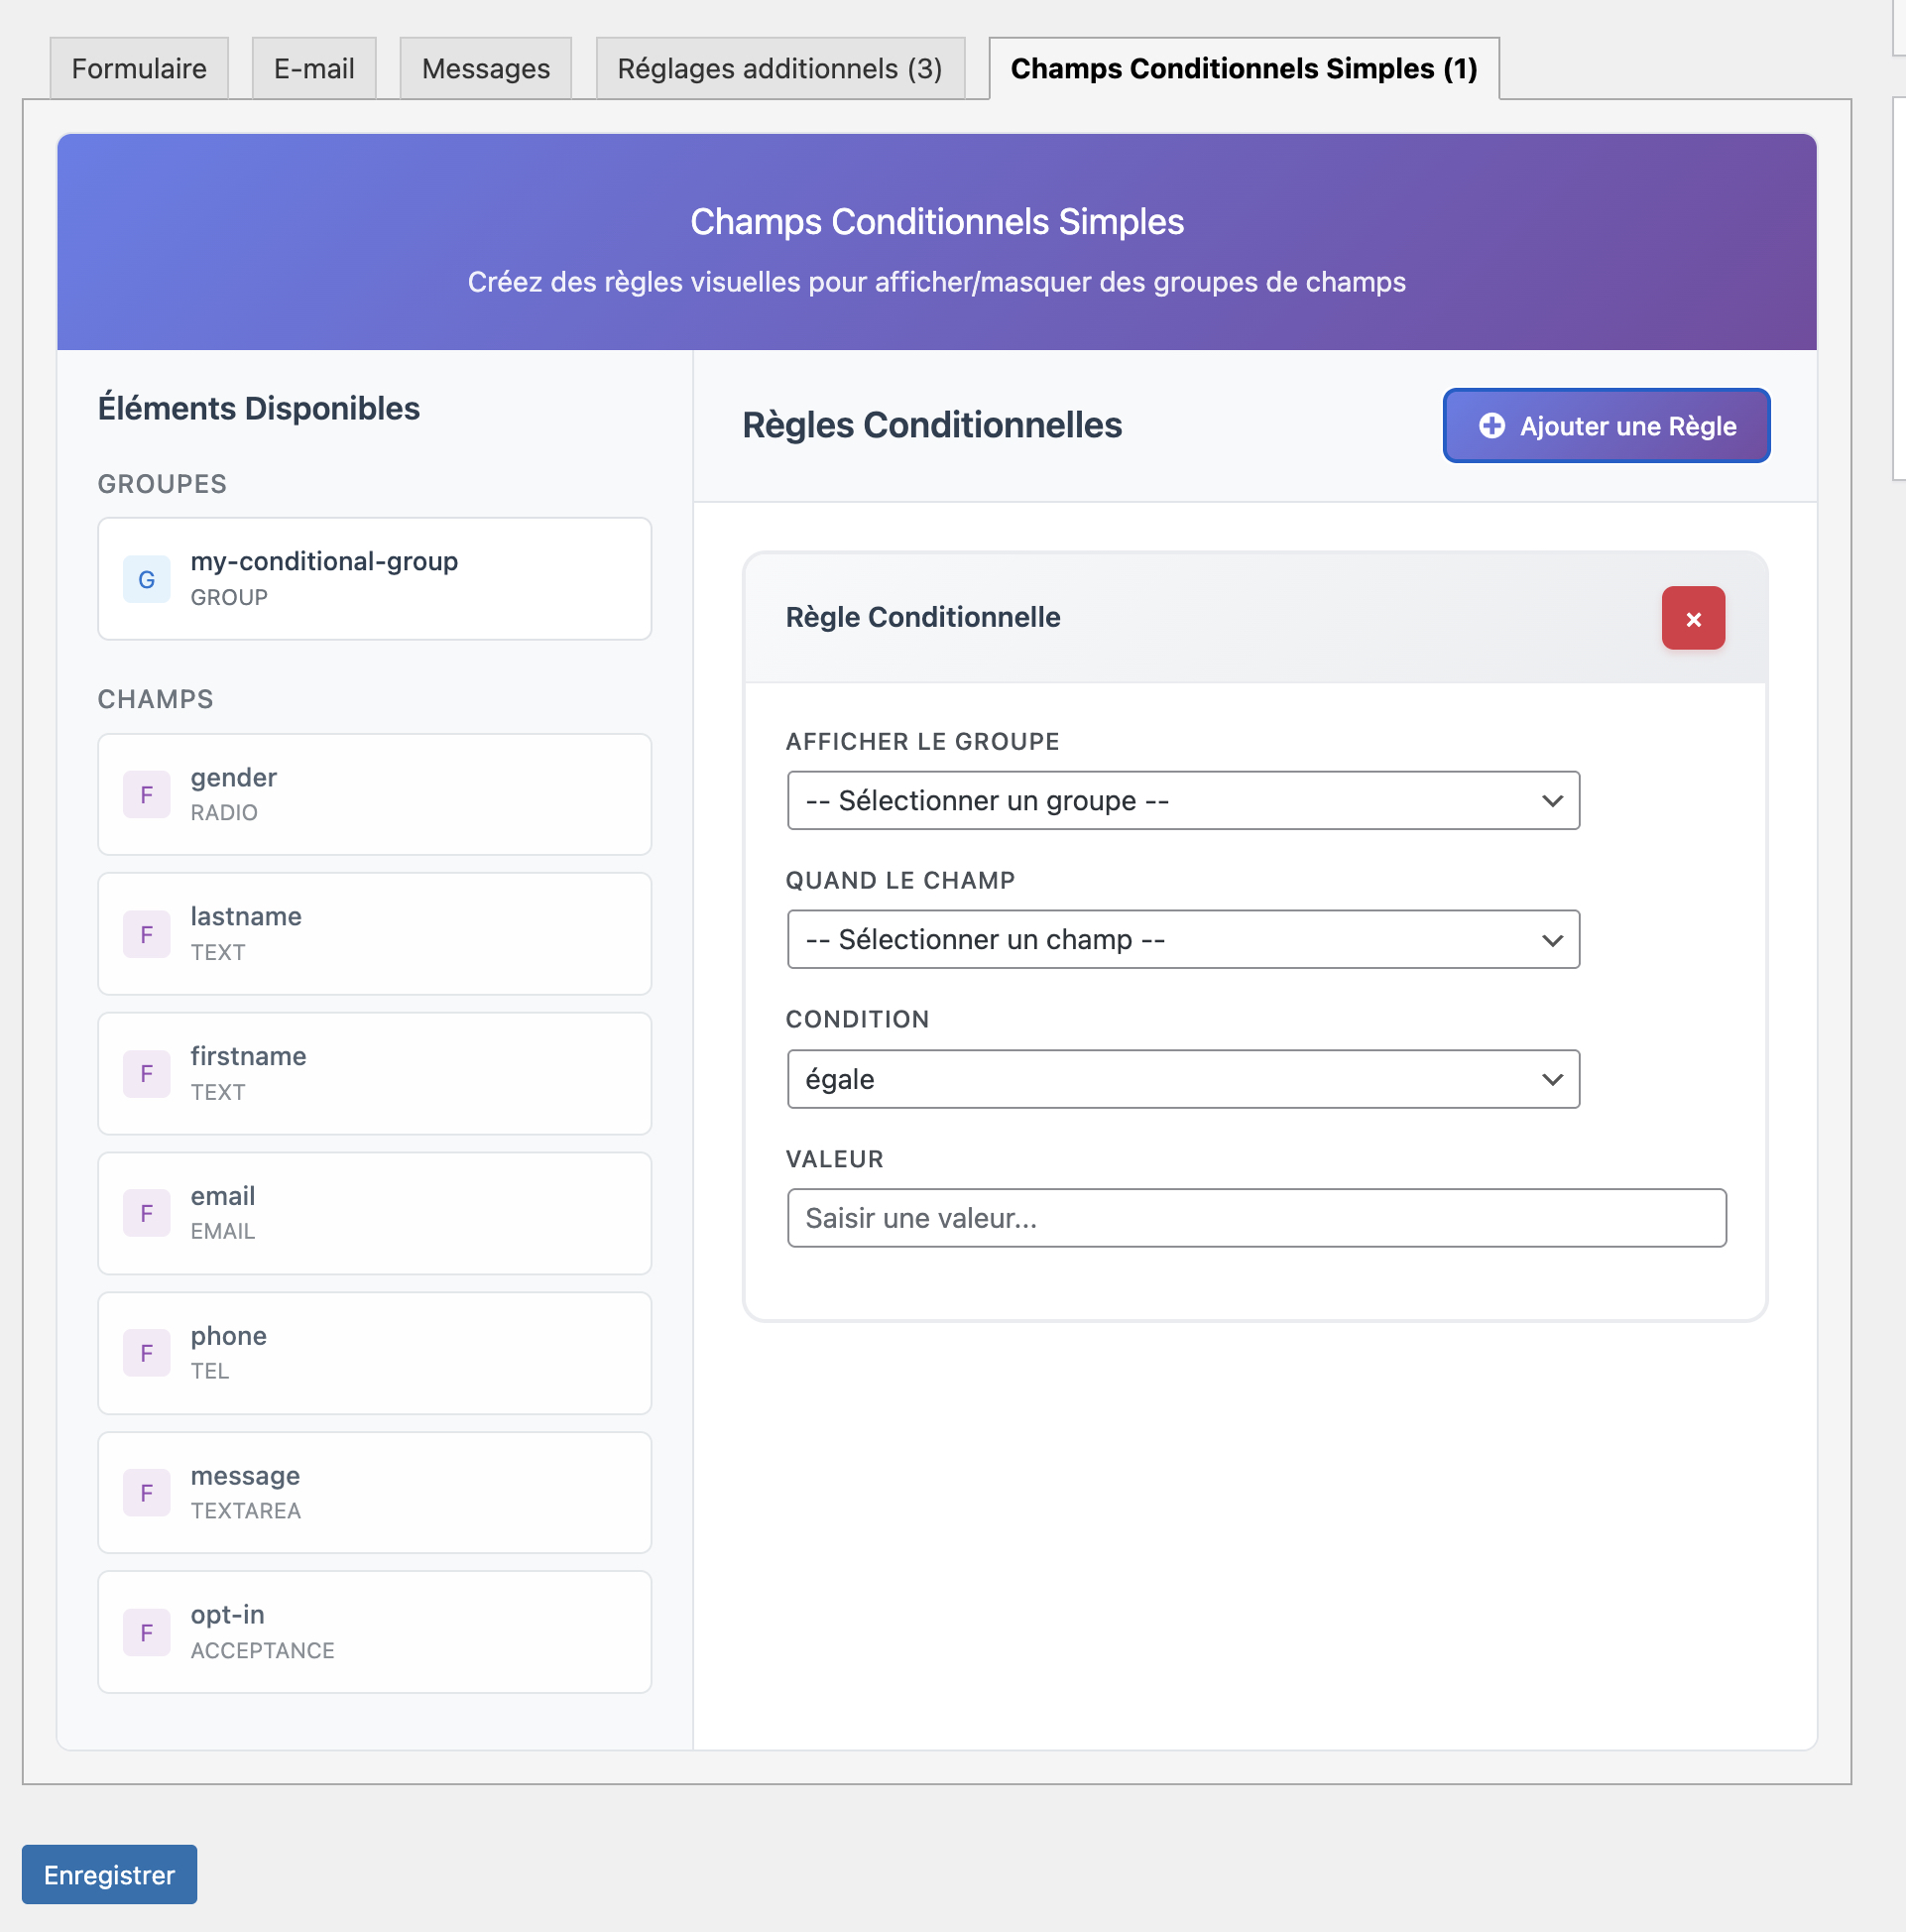 Formulaire
E-mail
Messages
Réglages additionnels (3)
Champs Conditionnels Simples (1)
Champs Conditionnels Simples
Créez des règles visuelles pour afficher/masquer des groupes de champs
Éléments Disponibles
GROUPES
G
my-conditional-group
GROUP
CHAMPS
F
gender
RADIO
F
lastname
TEXT
F
firstname
TEXT
F
email
EMAIL
F
phone
TEL
F
message
TEXTAREA
F
opt-in
ACCEPTANCE
Règles Conditionnelles
Ajouter une Règle
Règle Conditionnelle
×
AFFICHER LE GROUPE
-- Sélectionner un groupe --
QUAND LE CHAMP
-- Sélectionner un champ --
CONDITION
égale
VALEUR
Saisir une valeur...
Enregistrer